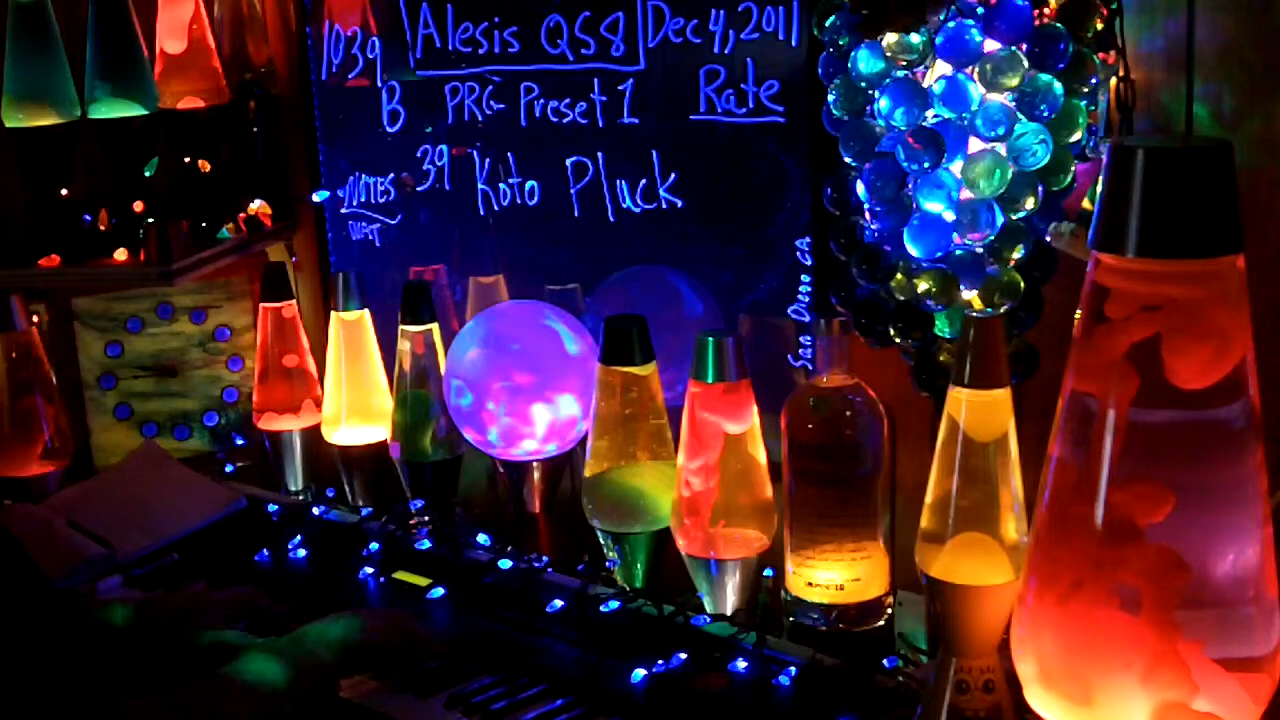 1039 Alesis QS8 Dec 4, 2011
B PRG Preset 1 Rate
39 Koto Pluck
NOTES
San Diego CA